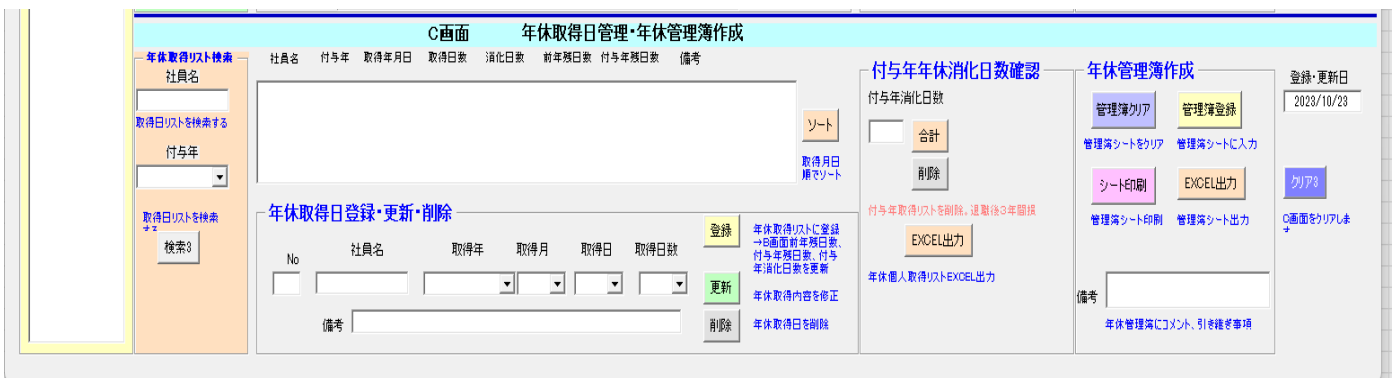 C画面 年休取得日管理・年休管理簿作成
年休取得リスト検索
社員名
取得日リストを検索する
付与年
取得日リストを検索
する
検索3
社員名 付与年 取得年月日 取得日数 消化日数 前年残日数 付与年残日数 備考
ソート
取得月日
順でソート
年休取得日登録・更新・削除
No 社員名 取得年 取得月 取得日 取得日数
備考
登録
年休取得リストに登録
→B画面前年残日数、
付与年残日数、付与
年消化日数を更新
更新
年休取得内容を修正
削除
年休取得日を削除
付与年年休消化日数確認
付与年消化日数
合計
削除
付与年取得リストを削除。退職後3年間損
EXCEL出力
年休個人取得リストEXCEL出力
年休管理簿作成
管理簿クリア 管理簿登録
管理簿シートをクリア 管理簿シートに入力
シート印刷 EXCEL出力
管理簿シート印刷 管理簿シート出力
備考
年休管理簿にコメント、引き継ぎ事項
登録・更新日
2023/10/23
クリア3
C画面をクリアしま
す